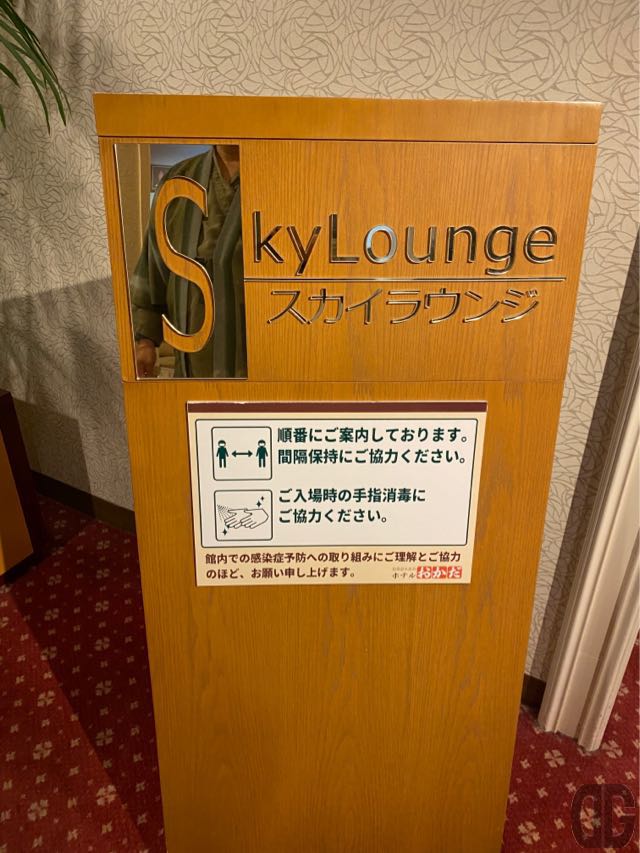 SkyLounge
スカイラウンジ
順番にご案内しております。
間隔保持にご協力ください。
ご入場時の手指消毒に
ご協力ください。
館内での感染症予防への取り組みにご理解とご協力
のほど、お願い申し上げます。
ホテルおかだ